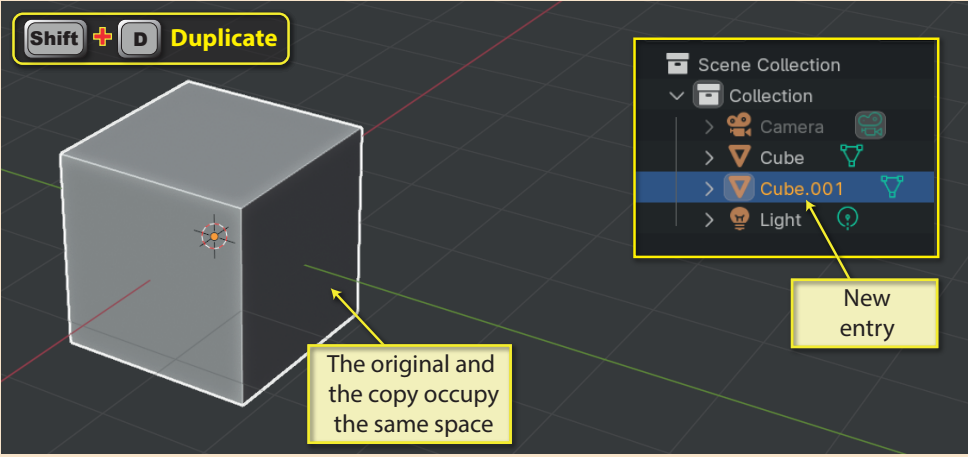 Shift + D Duplicate
Scene Collection
Collection
Camera
Cube
Cube.001
Light
New
entry
The original and
the copy occupy
the same space